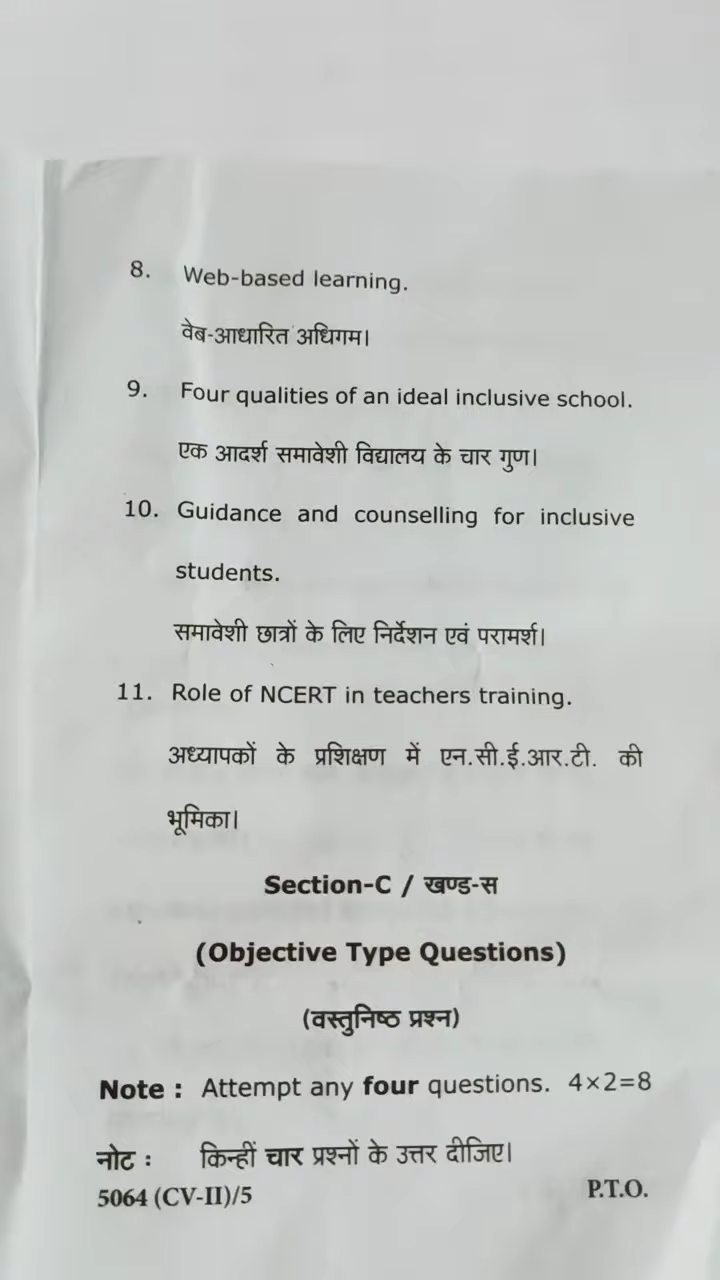 8. Web-based learning.
वेब-आधारित अधिगम।
9. Four qualities of an ideal inclusive school.
एक आदर्श समावेशी विद्यालय के चार गुण।
10. Guidance and counselling for inclusive
students.
समावेशी छात्रों के लिए निर्देशन एवं परामर्श।
11. Role of NCERT in teachers training.
अध्यापकों के प्रशिक्षण में एन.सी.ई.आर.टी. की
भूमिका।
Section-C / खण्ड-स
(Objective Type Questions)
(वस्तुनिष्ठ प्रश्न)
Note : Attempt any four questions. 4×2=8
नोट : किन्हीं चार प्रश्नों के उत्तर दीजिए।
5064 (CV-II)/5 P.T.O.